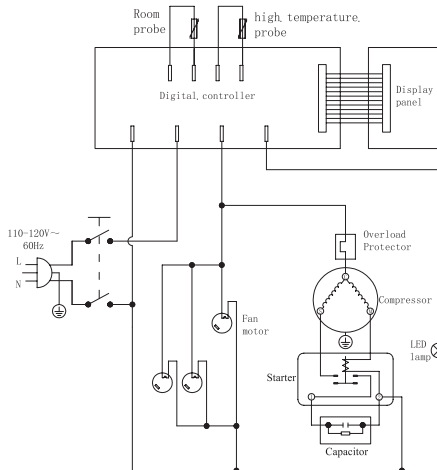 Room
probe
high, temperature,
probe
Digital, controller
Display
panel
110-120V~
60Hz
L
N
Overload
Protector
Compressor
Fan
motor
LED
lamp
Starter
Capacitor